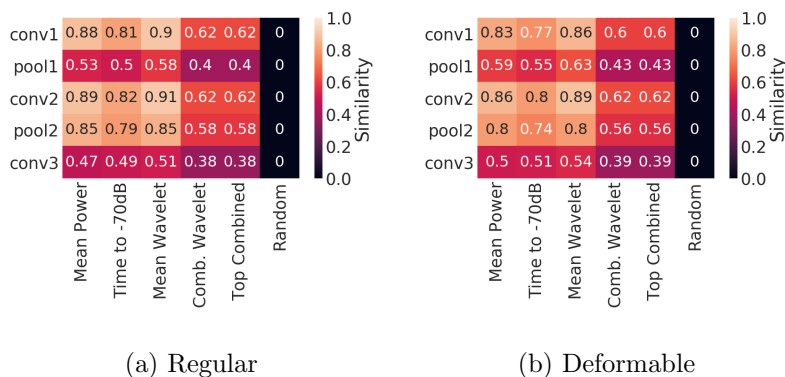 conv1 0.88 0.81 0.9 0.62 0.62 0
pool1 0.53 0.5 0.58 0.4 0.4 0
conv2 0.89 0.82 0.91 0.62 0.62 0
pool2 0.85 0.79 0.85 0.58 0.58 0
conv3 0.47 0.49 0.51 0.38 0.38 0
Mean Power
Time to -70dB
Mean Wavelet
Comb. Wavelet
Top Combined
Random
1.0
0.8
0.6
0.4
0.2
0.0
Similarity
(a) Regular
conv1 0.83 0.77 0.86 0.6 0.6 0
pool1 0.59 0.55 0.63 0.43 0.43 0
conv2 0.86 0.8 0.89 0.62 0.62 0
pool2 0.8 0.74 0.8 0.56 0.56 0
conv3 0.5 0.51 0.54 0.39 0.39 0
Mean Power
Time to -70dB
Mean Wavelet
Comb. Wavelet
Top Combined
Random
1.0
0.8
0.6
0.4
0.2
0.0
Similarity
(b) Deformable